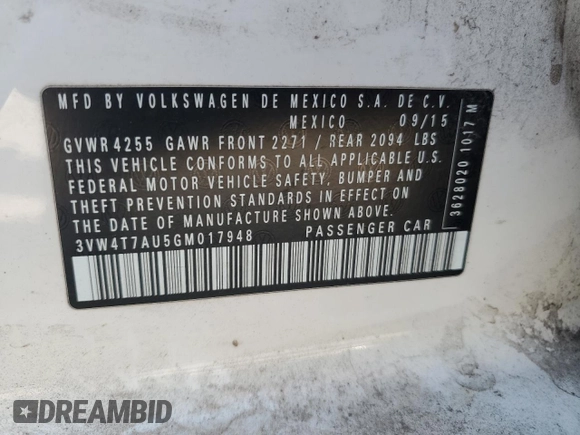 MFD BY VOLKSWAGEN DE MEXICO S.A. DE C.V.
MEXICO 09/15
GVWR 4255 GAWR FRONT 2271 / REAR 2094 LBS
THIS VEHICLE CONFORMS TO ALL APPLICABLE U.S.
FEDERAL MOTOR VEHICLE SAFETY, BUMPER AND
THEFT PREVENTION STANDARDS IN EFFECT ON
THE DATE OF MANUFACTURE SHOWN ABOVE.
3VW4T7AU5GM017948 PASSENGER CAR
3628020 1017 M
DREAMBID